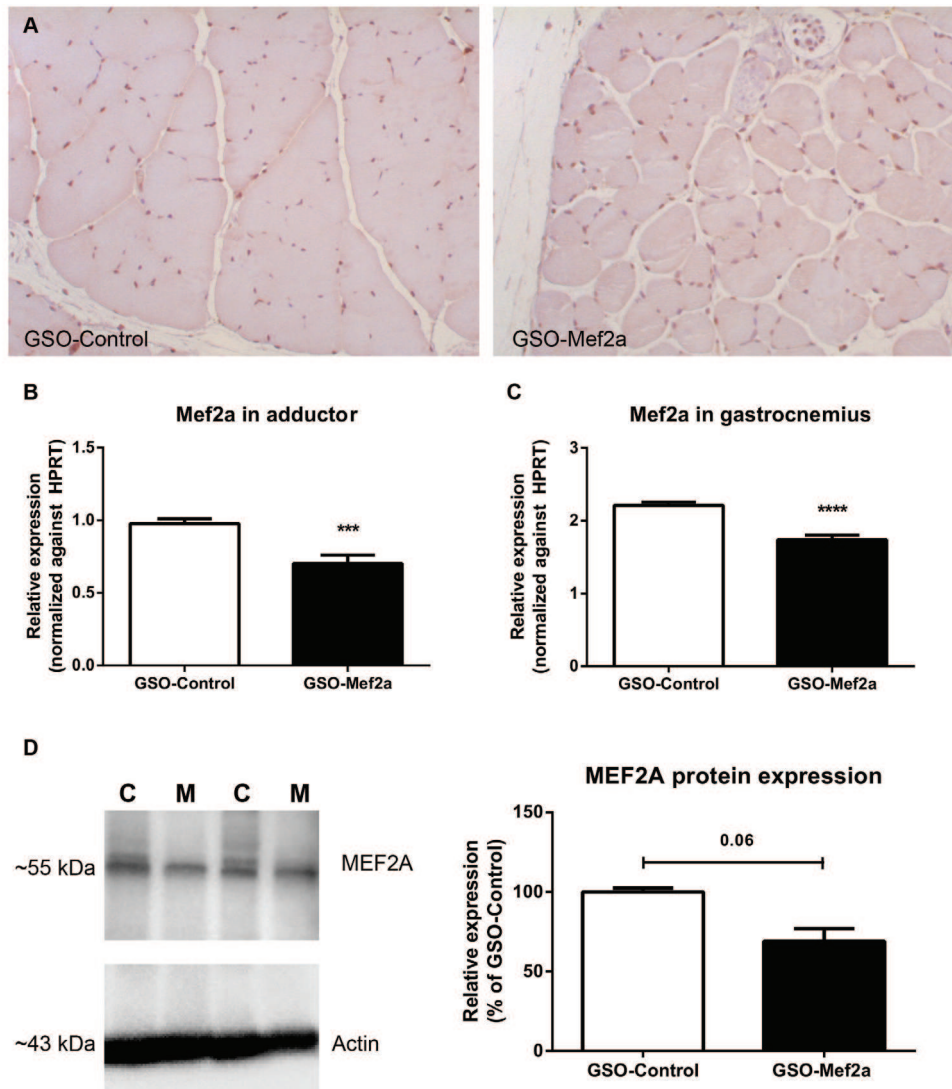 A
GSO-Control
GSO-Mef2a
B
Mef2a in adductor
Relative expression
(normalized against HPRT)
1.5
1.0
0.5
0.0
***
GSO-Control
GSO-Mef2a
C
Mef2a in gastrocnemius
Relative expression
(normalized against HPRT)
3
2
1
0
****
GSO-Control
GSO-Mef2a
D
C M C M
~55 kDa
MEF2A
~43 kDa
Actin
MEF2A protein expression
Relative expression
(% of GSO-Control)
150
100
50
0
0.06
GSO-Control
GSO-Mef2a